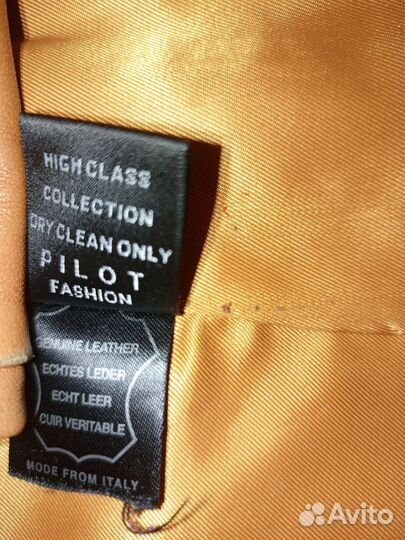 HIGH CLASS
COLLECTION
DRY CLEAN ONLY
PILOT
FASHION
GENUINE LEATHER
ECHTES LEDER
ECHT LEER
CUIR VERITABLE
MODE FROM ITALY
Avito